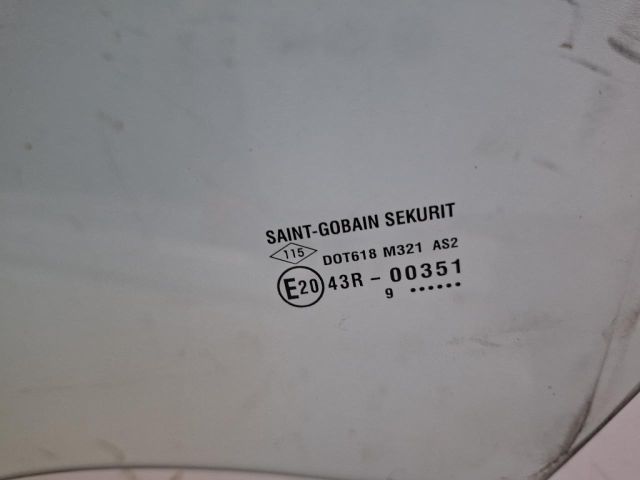 SAINT-GOBAIN SEKURIT
115 DOT618 M321 AS2
E20 43R - 00351
9 ••••••